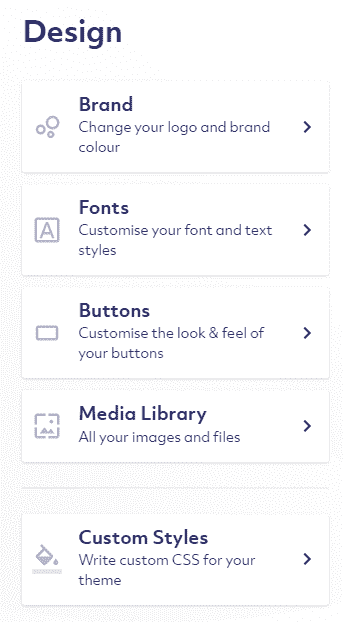 Design
Brand
Change your logo and brand
colour
Fonts
Customise your font and text
styles
Buttons
Customise the look & feel of
your buttons
Media Library
All your images and files
Custom Styles
Write custom CSS for your
theme